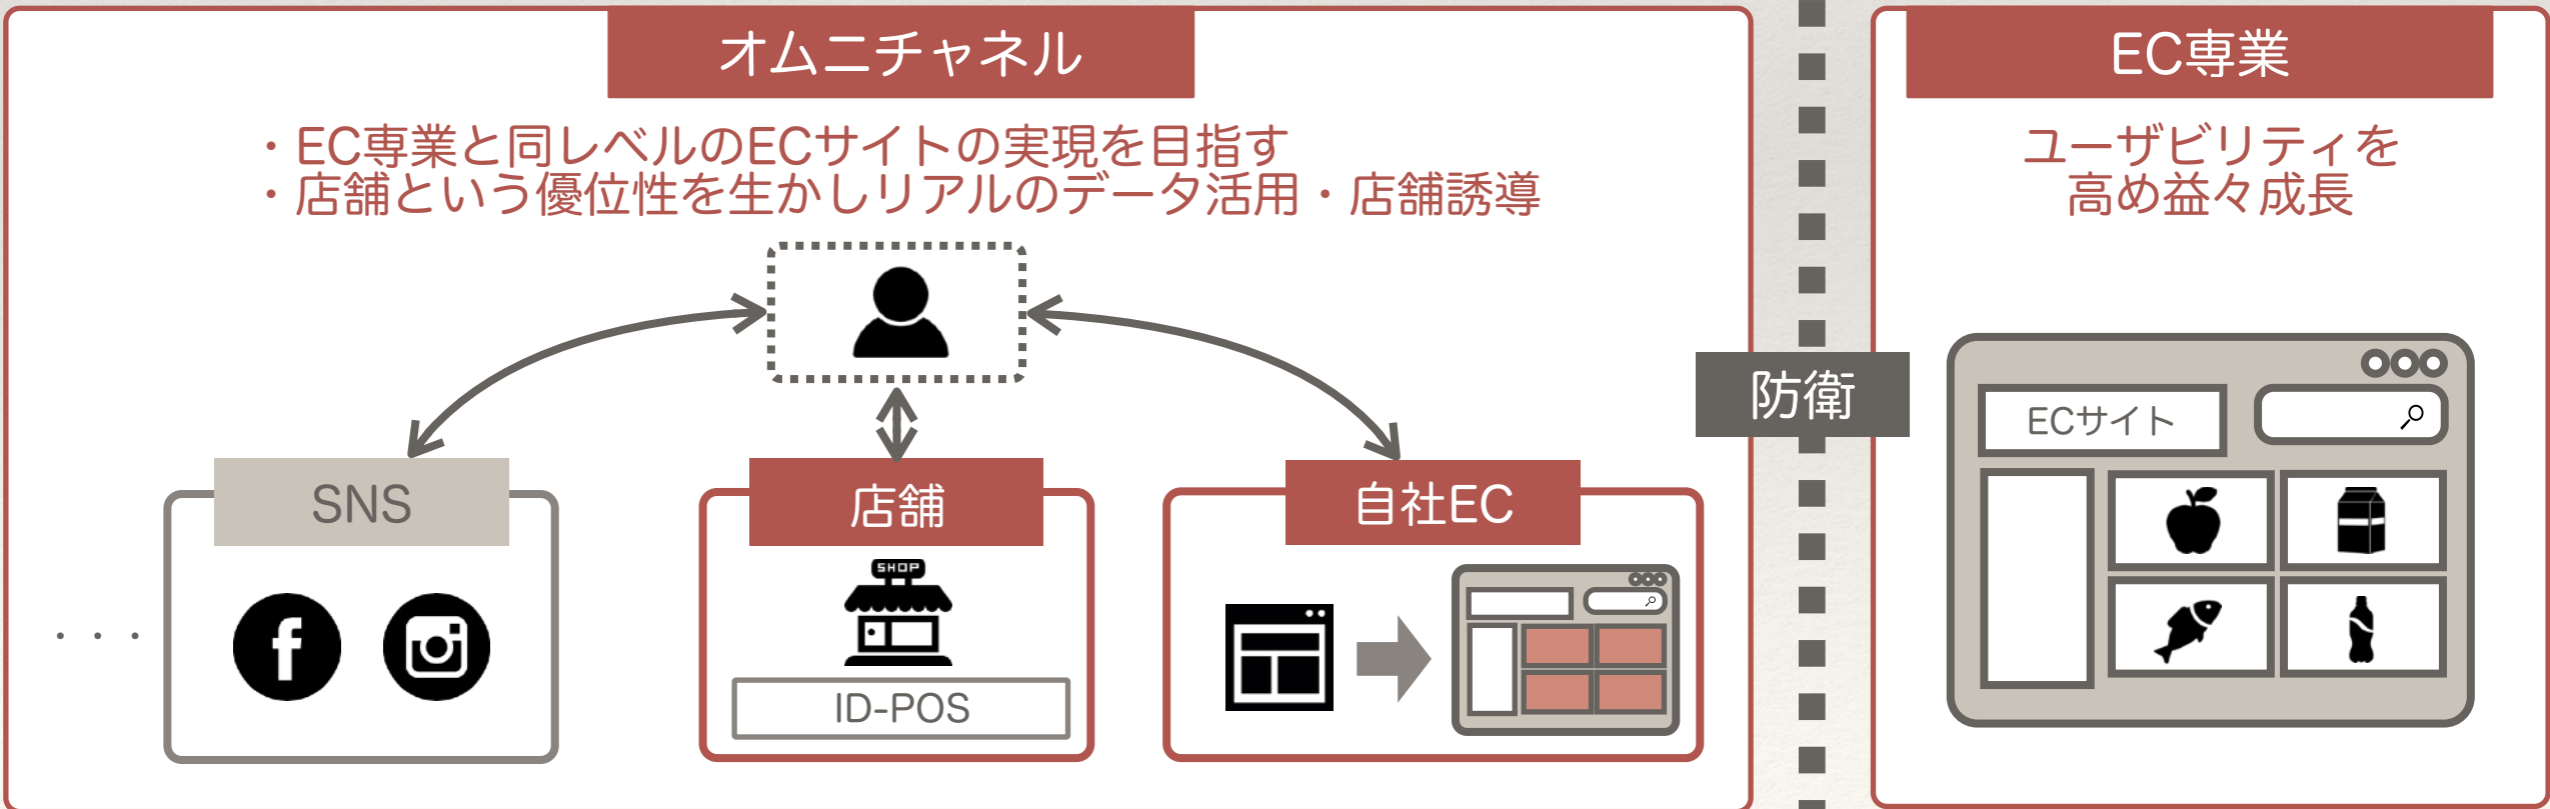 オムニチャネル
・EC専業と同レベルのECサイトの実現を目指す
・店舗という優位性を生かしリアルのデータ活用・店舗誘導
SNS
・・・
店舗
SHOP
ID-POS
自社EC
防衛
EC専業
ユーザビリティを
高め益々成長
ECサイト